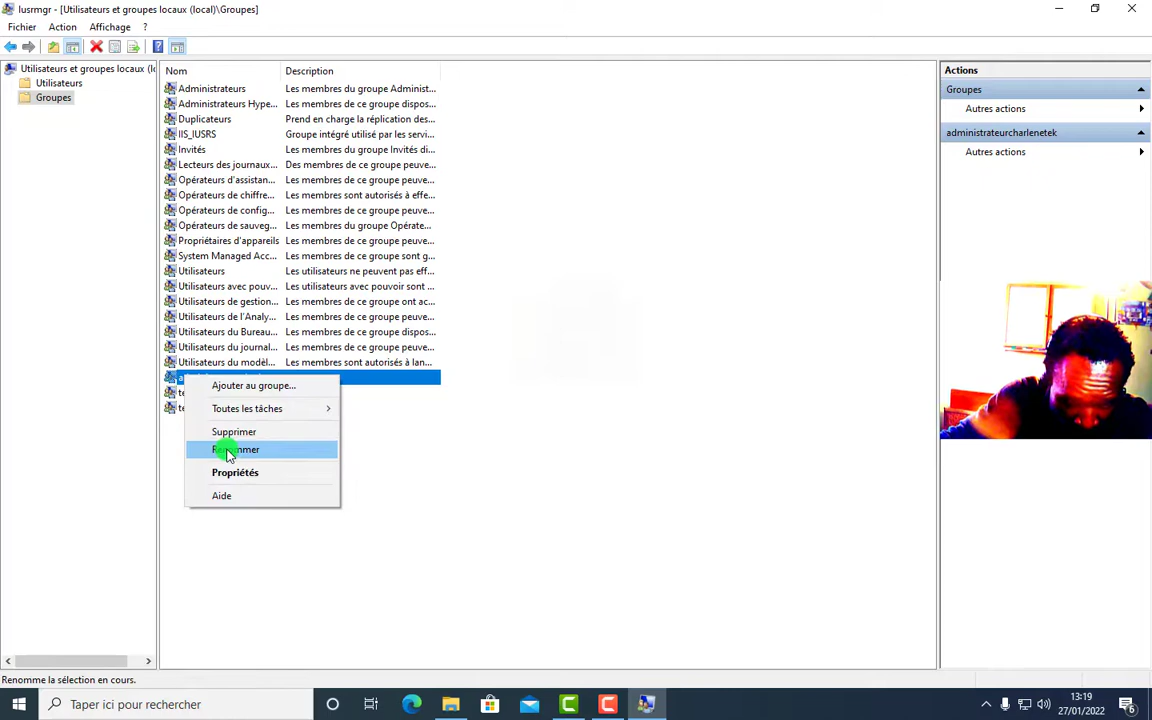 lusrmgr - [Utilisateurs et groupes locaux (local)\Groupes]
Fichier Action Affichage ?
Utilisateurs et groupes locaux (lo
Utilisateurs
Groupes
Nom Description
Administrateurs Les membres du groupe Administ...
Administrateurs Hype... Les membres de ce groupe dispos...
Duplicateurs Prend en charge la réplication des...
IIS_IUSRS Groupe intégré utilisé par les servi...
Invités Les membres du groupe Invités di...
Lecteurs des journaux... Des membres de ce groupe peuve...
Opérateurs d'assistan... Les membres de ce groupe peuve...
Opérateurs de chiffre... Les membres sont autorisés à effe...
Opérateurs de config... Les membres de ce groupe peuve...
Opérateurs de sauveg... Les membres du groupe Opérate...
Propriétaires d'appareils Les membres de ce groupe peuve...
System Managed Acc... Les membres de ce groupe sont g...
Utilisateurs Les utilisateurs ne peuvent pas eff...
Utilisateurs avec pouv... Les utilisateurs avec pouvoir sont ...
Utilisateurs de gestion... Les membres de ce groupe ont ac...
Utilisateurs de l'Analy... Les membres de ce groupe peuve...
Utilisateurs du Bureau... Les membres de ce groupe dispos...
Utilisateurs du journal... Les membres de ce groupe peuve...
Utilisateurs du modèl... Les membres sont autorisés à lan...
Ajouter au groupe...
Toutes les tâches
Supprimer
Renommer
Propriétés
Aide
Actions
Groupes
Autres actions
administrateurcharlenetek
Autres actions
Renomme la sélection en cours.
Taper ici pour rechercher
13:19
27/01/2022
6